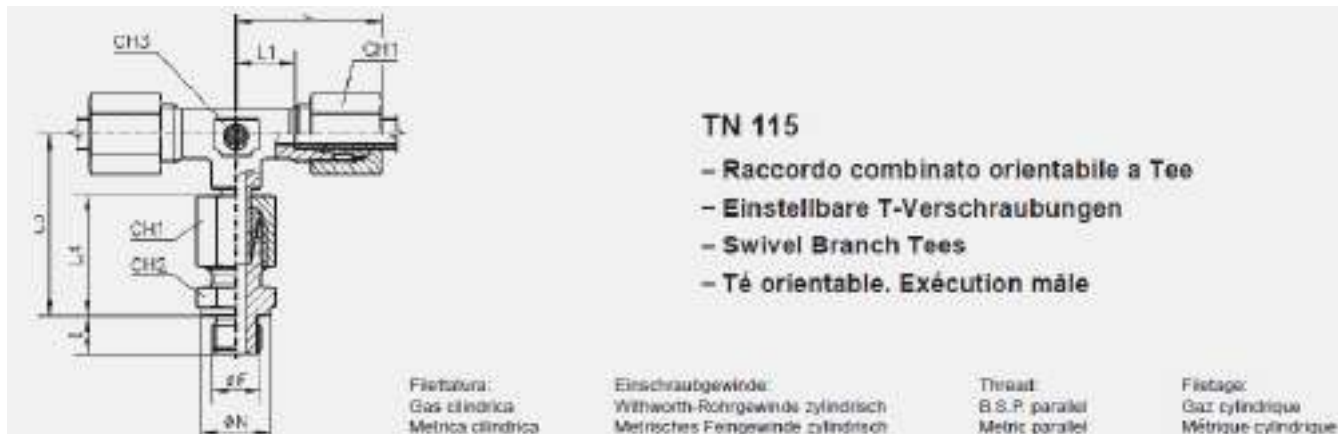 CH3
L1
CH1
TN 115
– Raccordo combinato orientabile a Tee
– Einstellbare T-Verschraubungen
– Swivel Branch Tees
– Té orientable. Exécution mâle
CH1
L4
CH2
øF
øN
Filettatura:
Gas cilindrica
Metrica cilindrica
Einschraubgewinde:
Withworth-Rohrgewinde zylindrisch
Metrisches Feingewinde zylindrisch
Thread:
B.S.P. parallel
Metric parallel
Filetage:
Gaz cylindrique
Métrique cylindrique